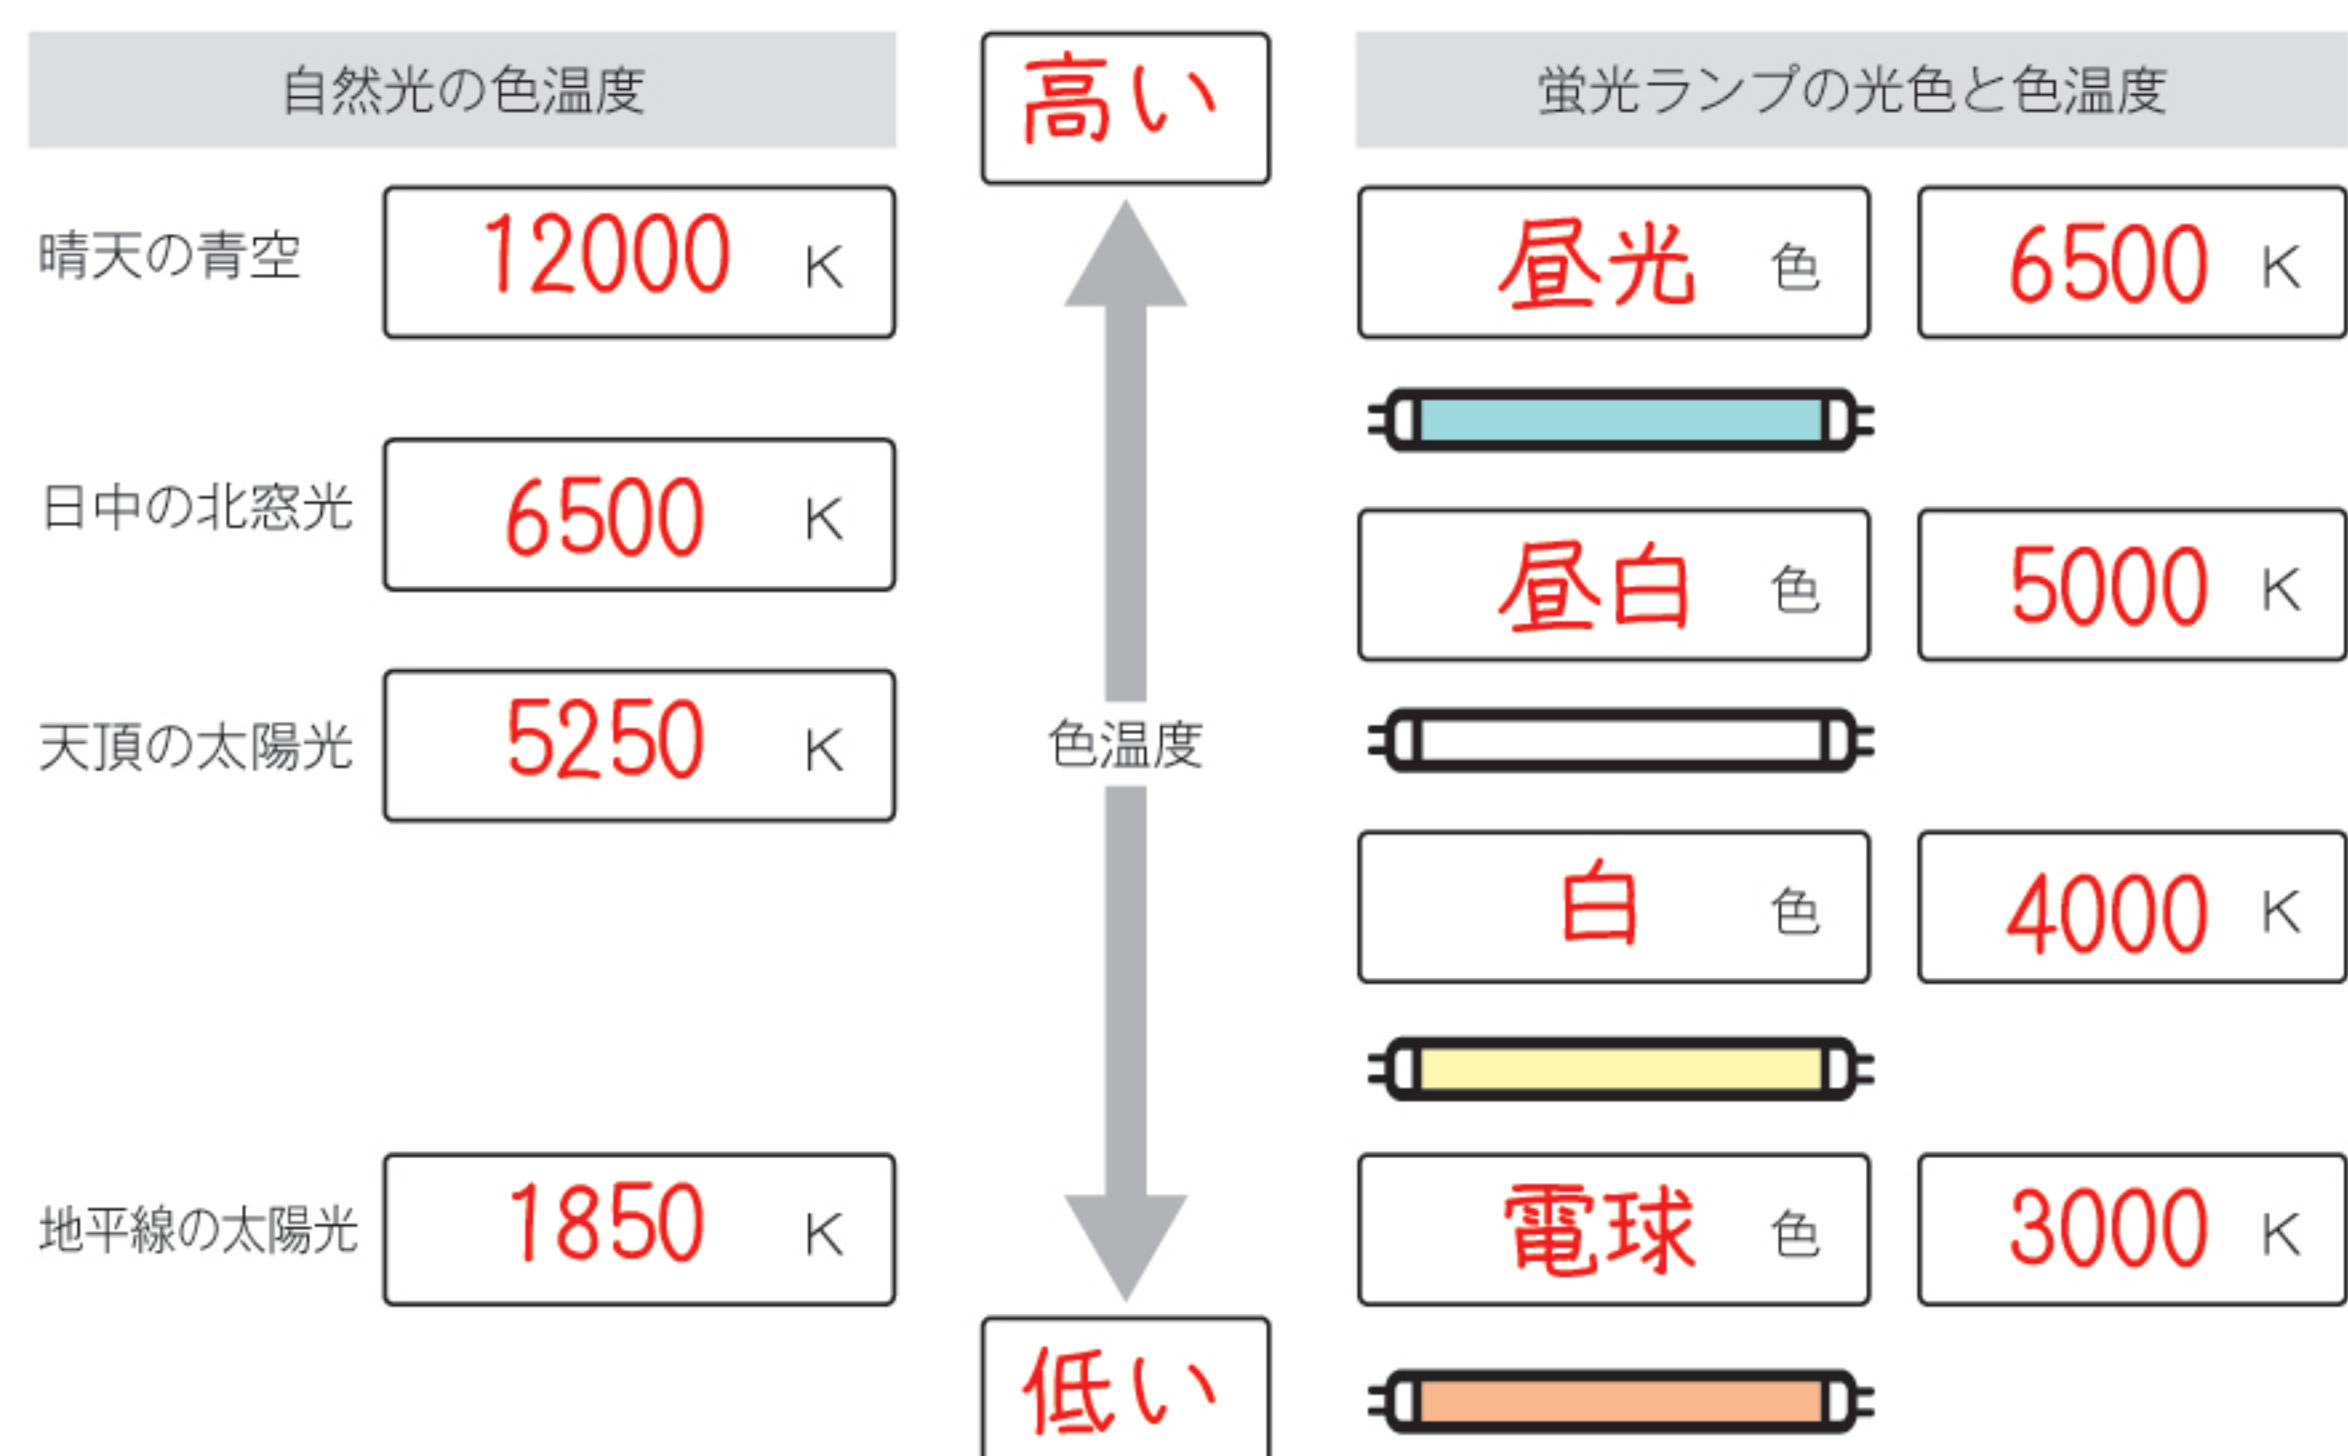 自然光の色温度
晴天の青空 12000 K
日中の北窓光 6500 K
天頂の太陽光 5250 K
地平線の太陽光 1850 K
高い
色温度
低い
蛍光ランプの光色と色温度
昼光 色 6500 K
昼白 色 5000 K
白 色 4000 K
電球 色 3000 K